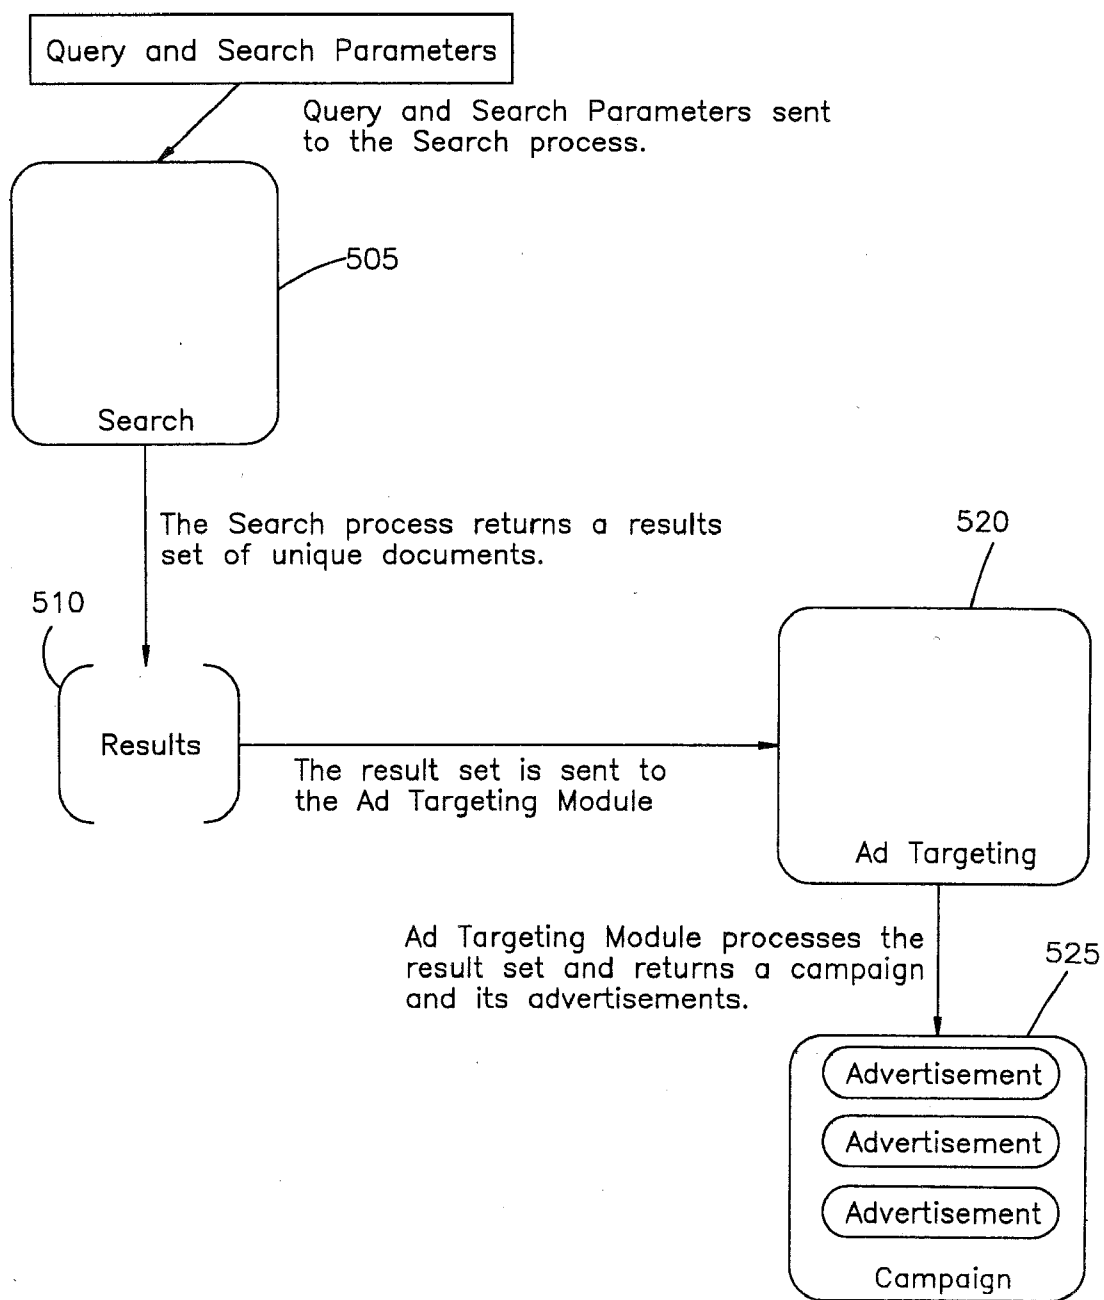 Query and Search Parameters
Query and Search Parameters sent
to the Search process.
505
Search
The Search process returns a results
set of unique documents.
520
510
Results
The result set is sent to
the Ad Targeting Module
Ad Targeting
Ad Targeting Module processes the
result set and returns a campaign
and its advertisements.
525
Advertisement
Advertisement
Advertisement
Campaign